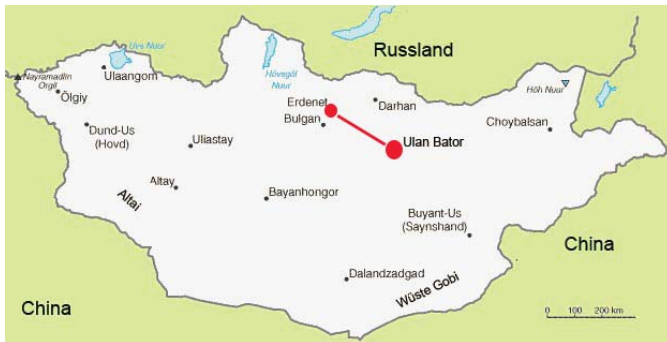 Russland
Uvs Nuur
Nayramadlin
Orgil
Ulaangom
Hövsgöl
Nuur
Höh Nuur
Ölgiy
Erdenet
Darhan
Bulgan
Choybalsan
Dund-Us
(Hovd)
Uliastay
Ulan Bator
Altay
Altai
Bayanhongor
Buyant-Us
(Saynshand)
China
Dalandzadgad
Wüste Gobi
China
0 100 200 km